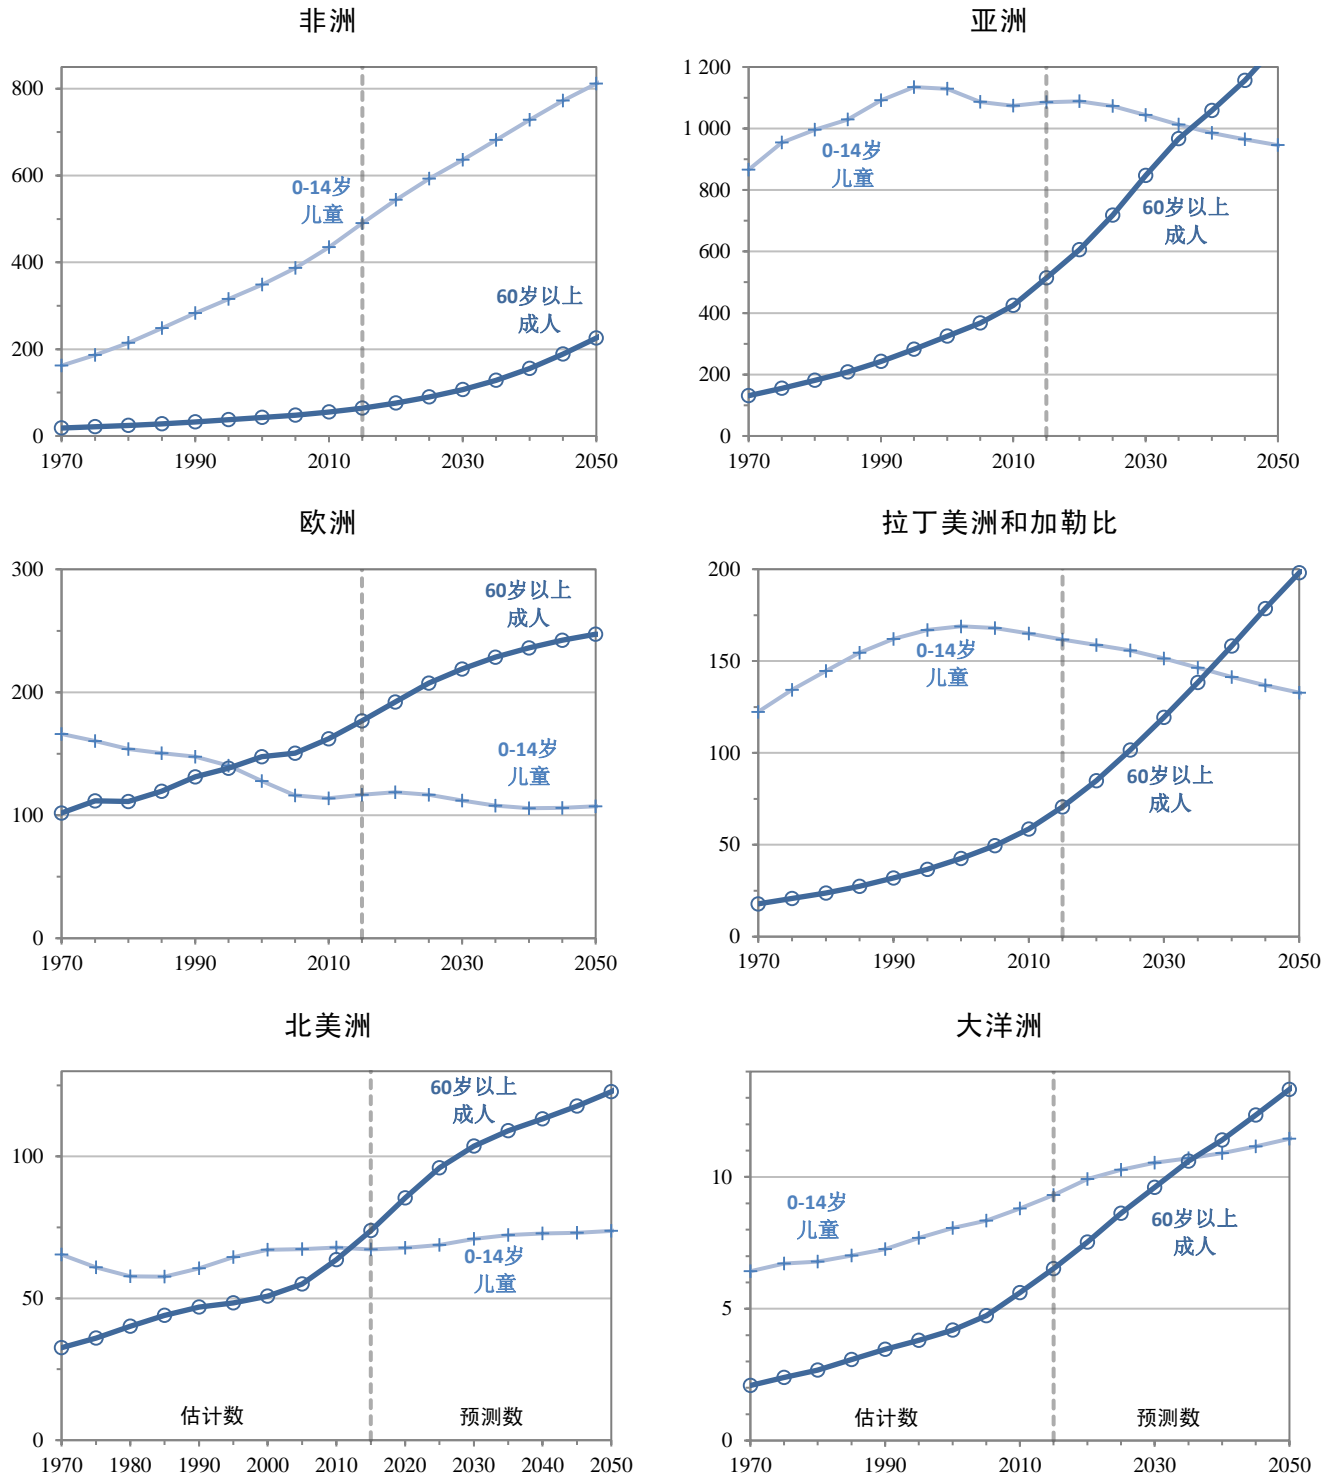 非洲
800
600
400
200
0
0-14岁
儿童
60岁以上
成人
1970
1990
2010
2030
2050
亚洲
1 200
1 000
800
600
400
200
0
0-14岁
儿童
60岁以上
成人
1970
1990
2010
2030
2050
欧洲
300
200
100
0
60岁以上
成人
0-14岁
儿童
1970
1990
2010
2030
2050
拉丁美洲和加勒比
200
150
100
50
0
0-14岁
儿童
60岁以上
成人
1970
1990
2010
2030
2050
北美洲
100
50
0
60岁以上
成人
0-14岁
儿童
估计数
预测数
1970
1980
1990
2000
2010
2020
2030
2040
2050
大洋洲
10
5
0
0-14岁
儿童
60岁以上
成人
估计数
预测数
1970
1990
2010
2030
2050